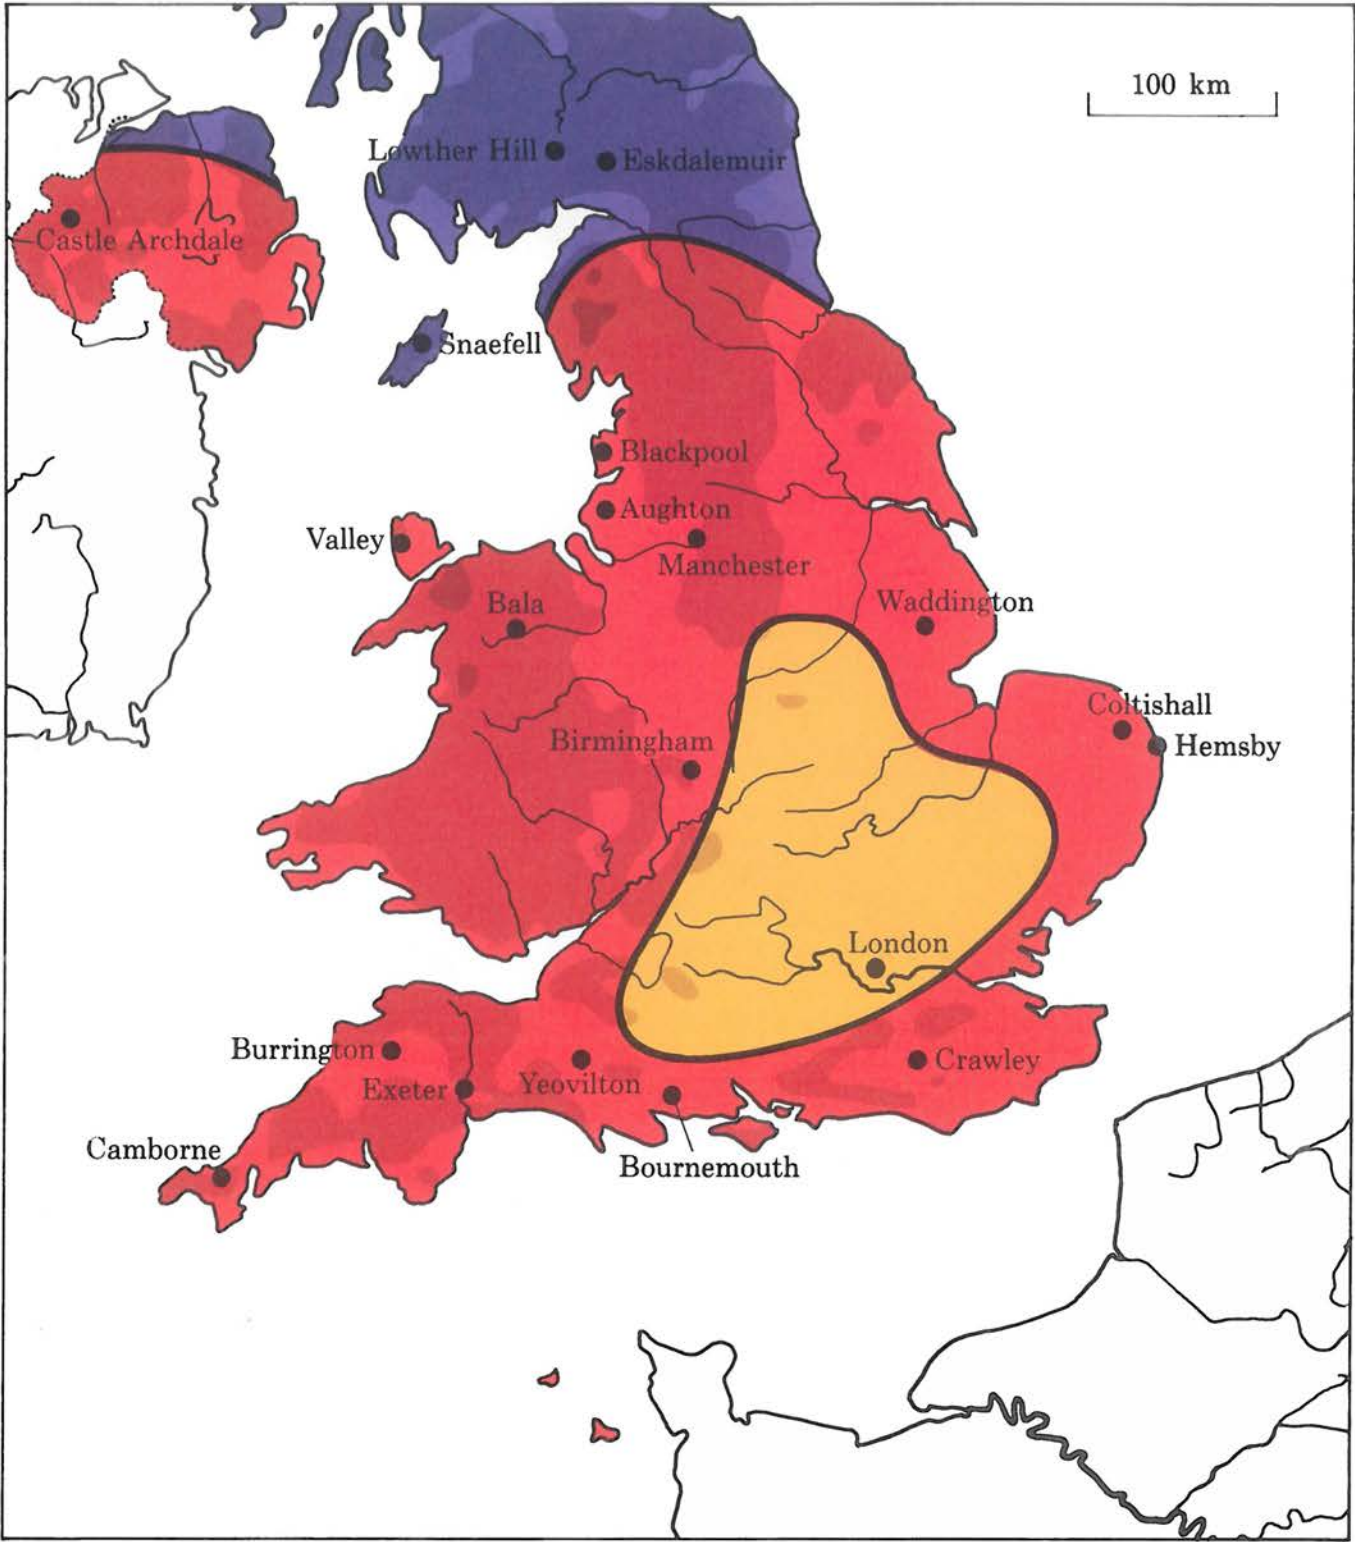 100 km
Lowther Hill
Eskdalemuir
Castle Archdale
Snaefell
Blackpool
Aughton
Valley
Manchester
Bala
Waddington
Coltishall
Birmingham
Hemsby
London
Burrington
Crawley
Exeter
Yeovilton
Camborne
Bournemouth